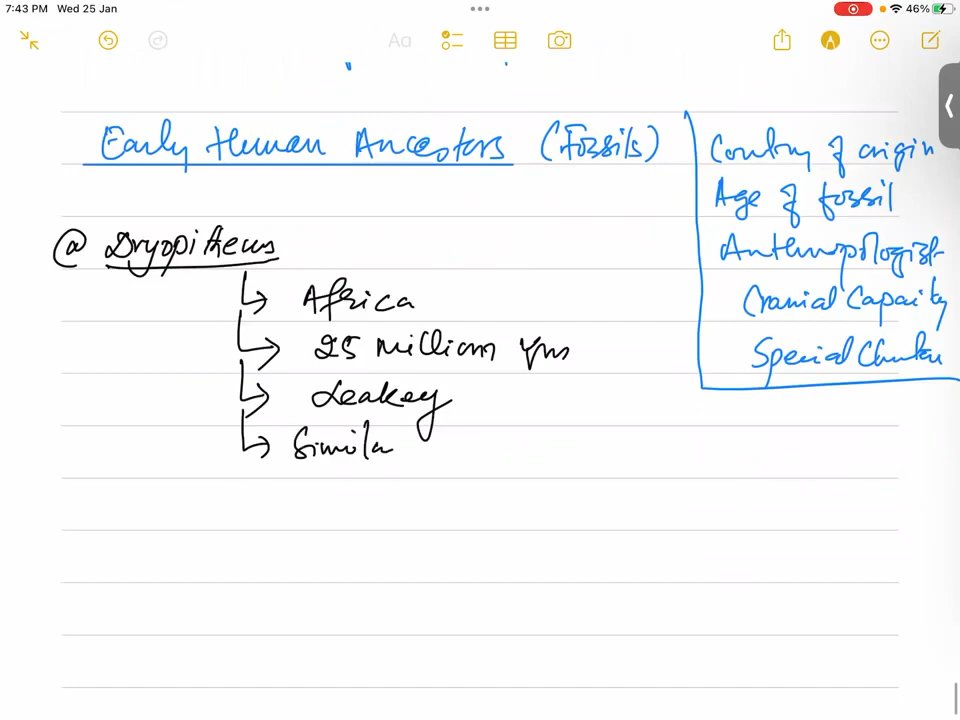 7:43 PM Wed 25 Jan
46%
Aa
Early Human Ancestors (Fossils)
Country of origin
Age of fossil
Anthropologist
Cranial Capacity
Special
@ Dryopithecus
Africa
25 Million yrs
Leakey
Simila